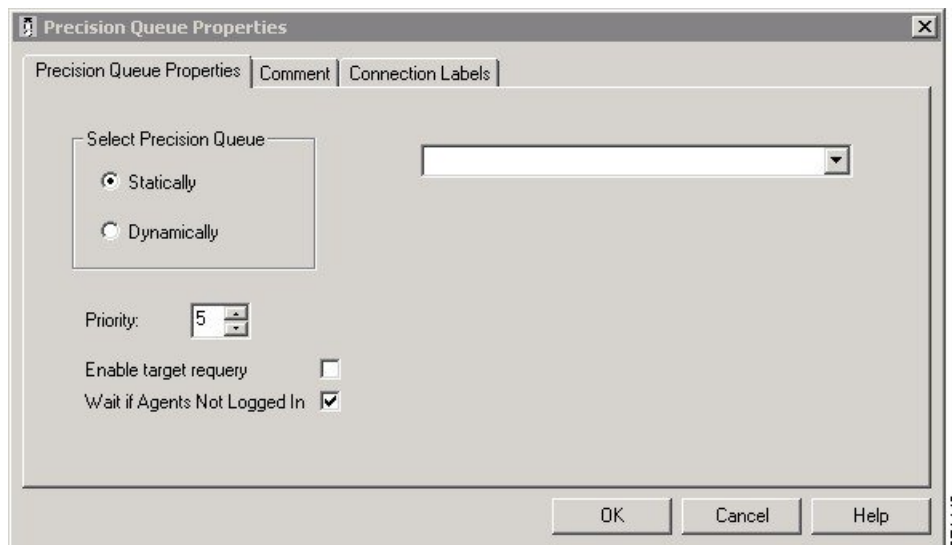 Precision Queue Properties
Precision Queue Properties
Comment
Connection Labels
Select Precision Queue
Statically
Dynamically
Priority:
5
Enable target requery
Wait if Agents Not Logged In
OK
Cancel
Help